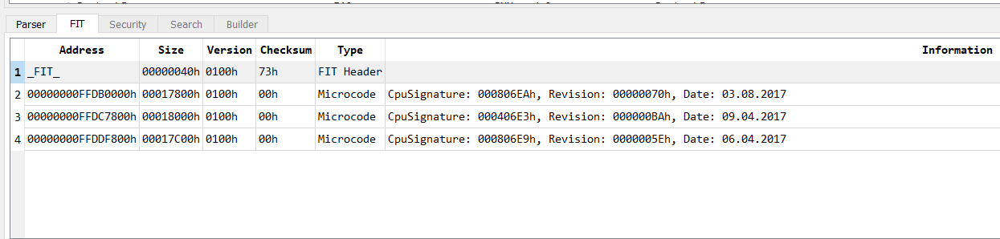 Parser FIT Security Search Builder
Address Size Version Checksum Type Information
1 _FIT_ 00000040h 0100h 73h FIT Header
2 00000000FFDB0000h 00017800h 0100h 00h Microcode CpuSignature: 000806EAh, Revision: 00000070h, Date: 03.08.2017
3 00000000FFDC7800h 00018000h 0100h 00h Microcode CpuSignature: 000406E3h, Revision: 000000BAh, Date: 09.04.2017
4 00000000FFDDF800h 00017C00h 0100h 00h Microcode CpuSignature: 000806E9h, Revision: 0000005Eh, Date: 06.04.2017